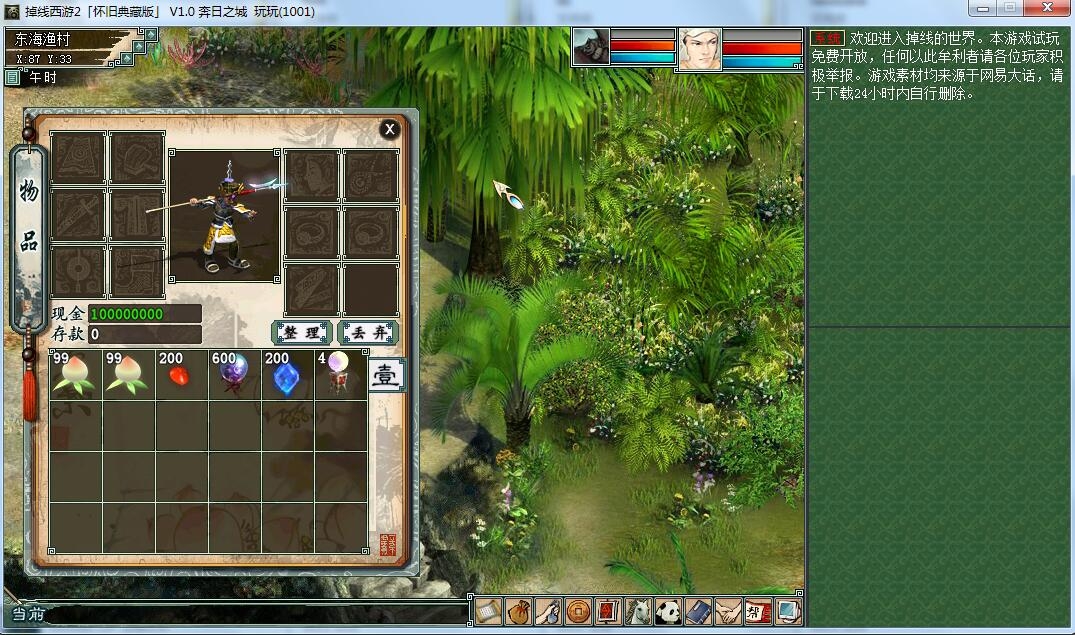 掉线西游2「怀旧典藏版」 V1.0 奔日之城 玩玩(1001)
东海渔村
X:87 Y:33
午时
系统 欢迎进入掉线的世界。本游戏试玩
免费开放，任何以此牟利者请各位玩家积
极举报。游戏素材均来源于网易大话，请
于下载24小时内自行删除。
物品
现金 100000000
存款 0
整理 丢弃
99 99 200 600 200 4
壹
当前
帮